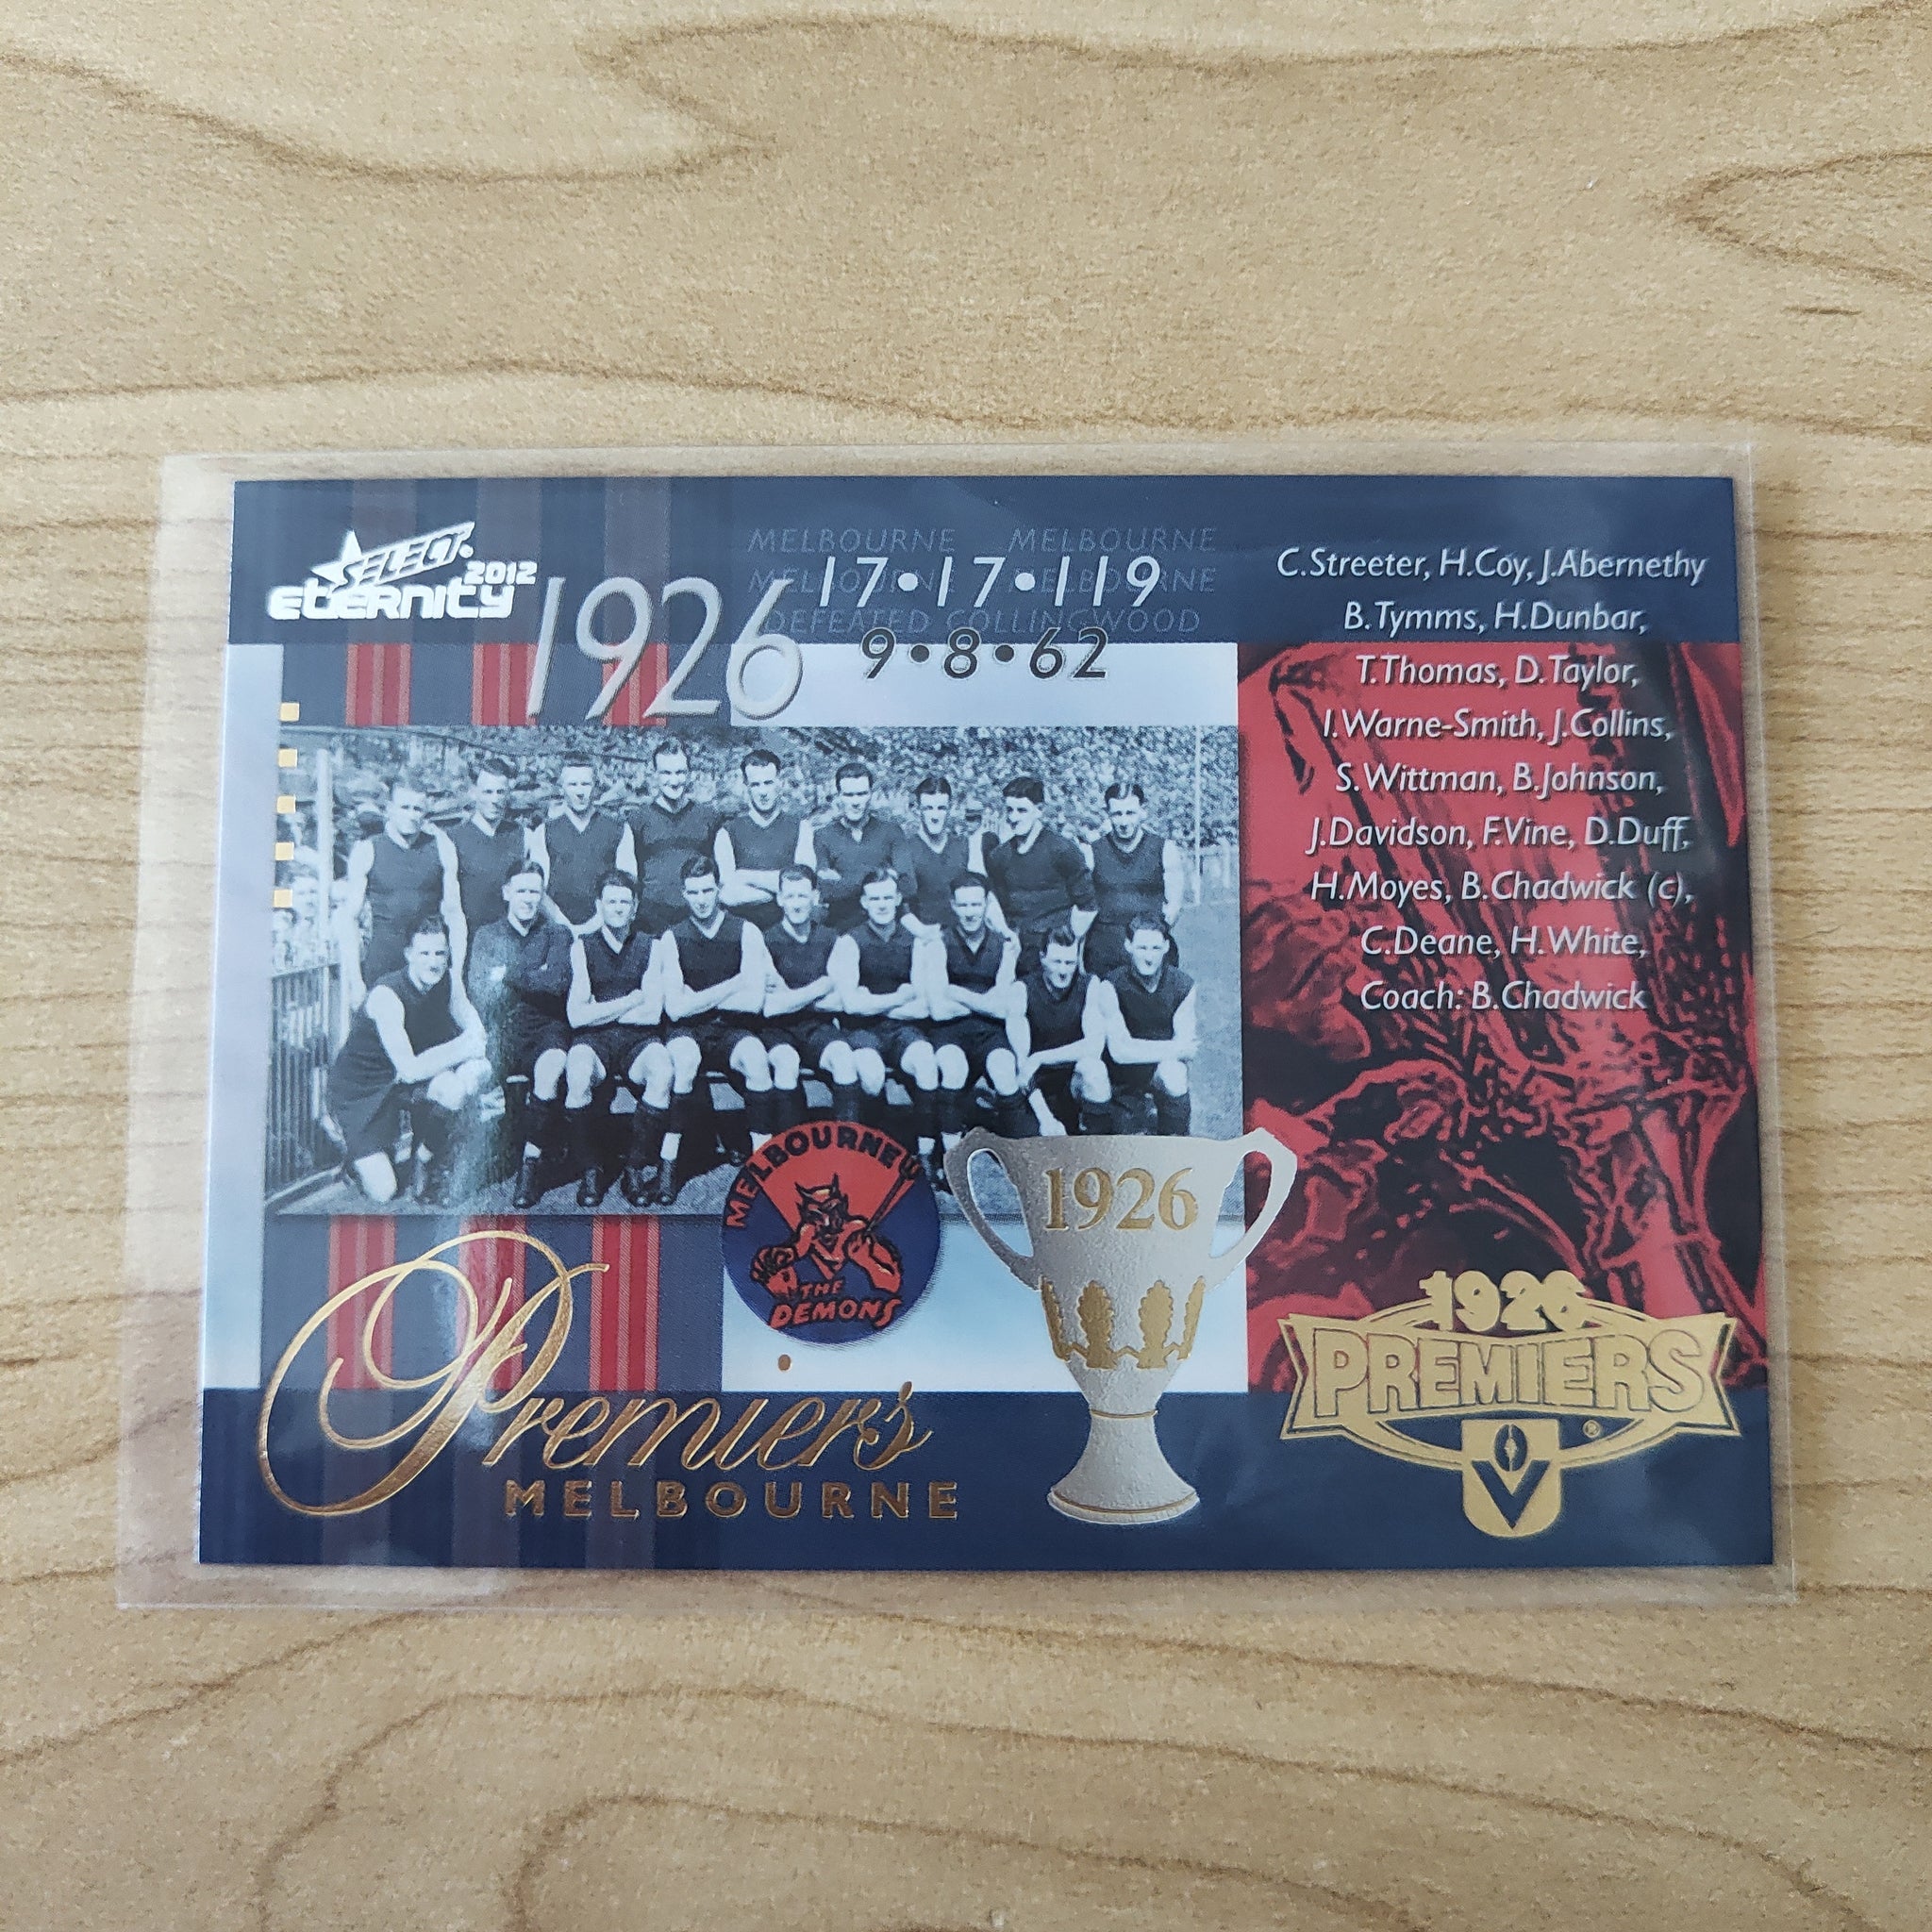 SELECT
2012
eternity
1926
MELBOURNE MELBOURNE
17•17•119
DEFEATED COLLINGWOOD
9•8•62
C.Streeter, H.Coy, J.Abernethy
B.Tymms, H.Dunbar,
T.Thomas, D.Taylor,
I.Warne-Smith, J.Collins,
S.Wittman, B.Johnson,
J.Davidson, F.Vine, D.Duff,
H.Moyes, B.Chadwick (c),
C.Deane, H.White,
Coach: B.Chadwick
MELBOURNE
THE
DEMONS
1926
Premiers
MELBOURNE
1926
PREMIERS
®
V